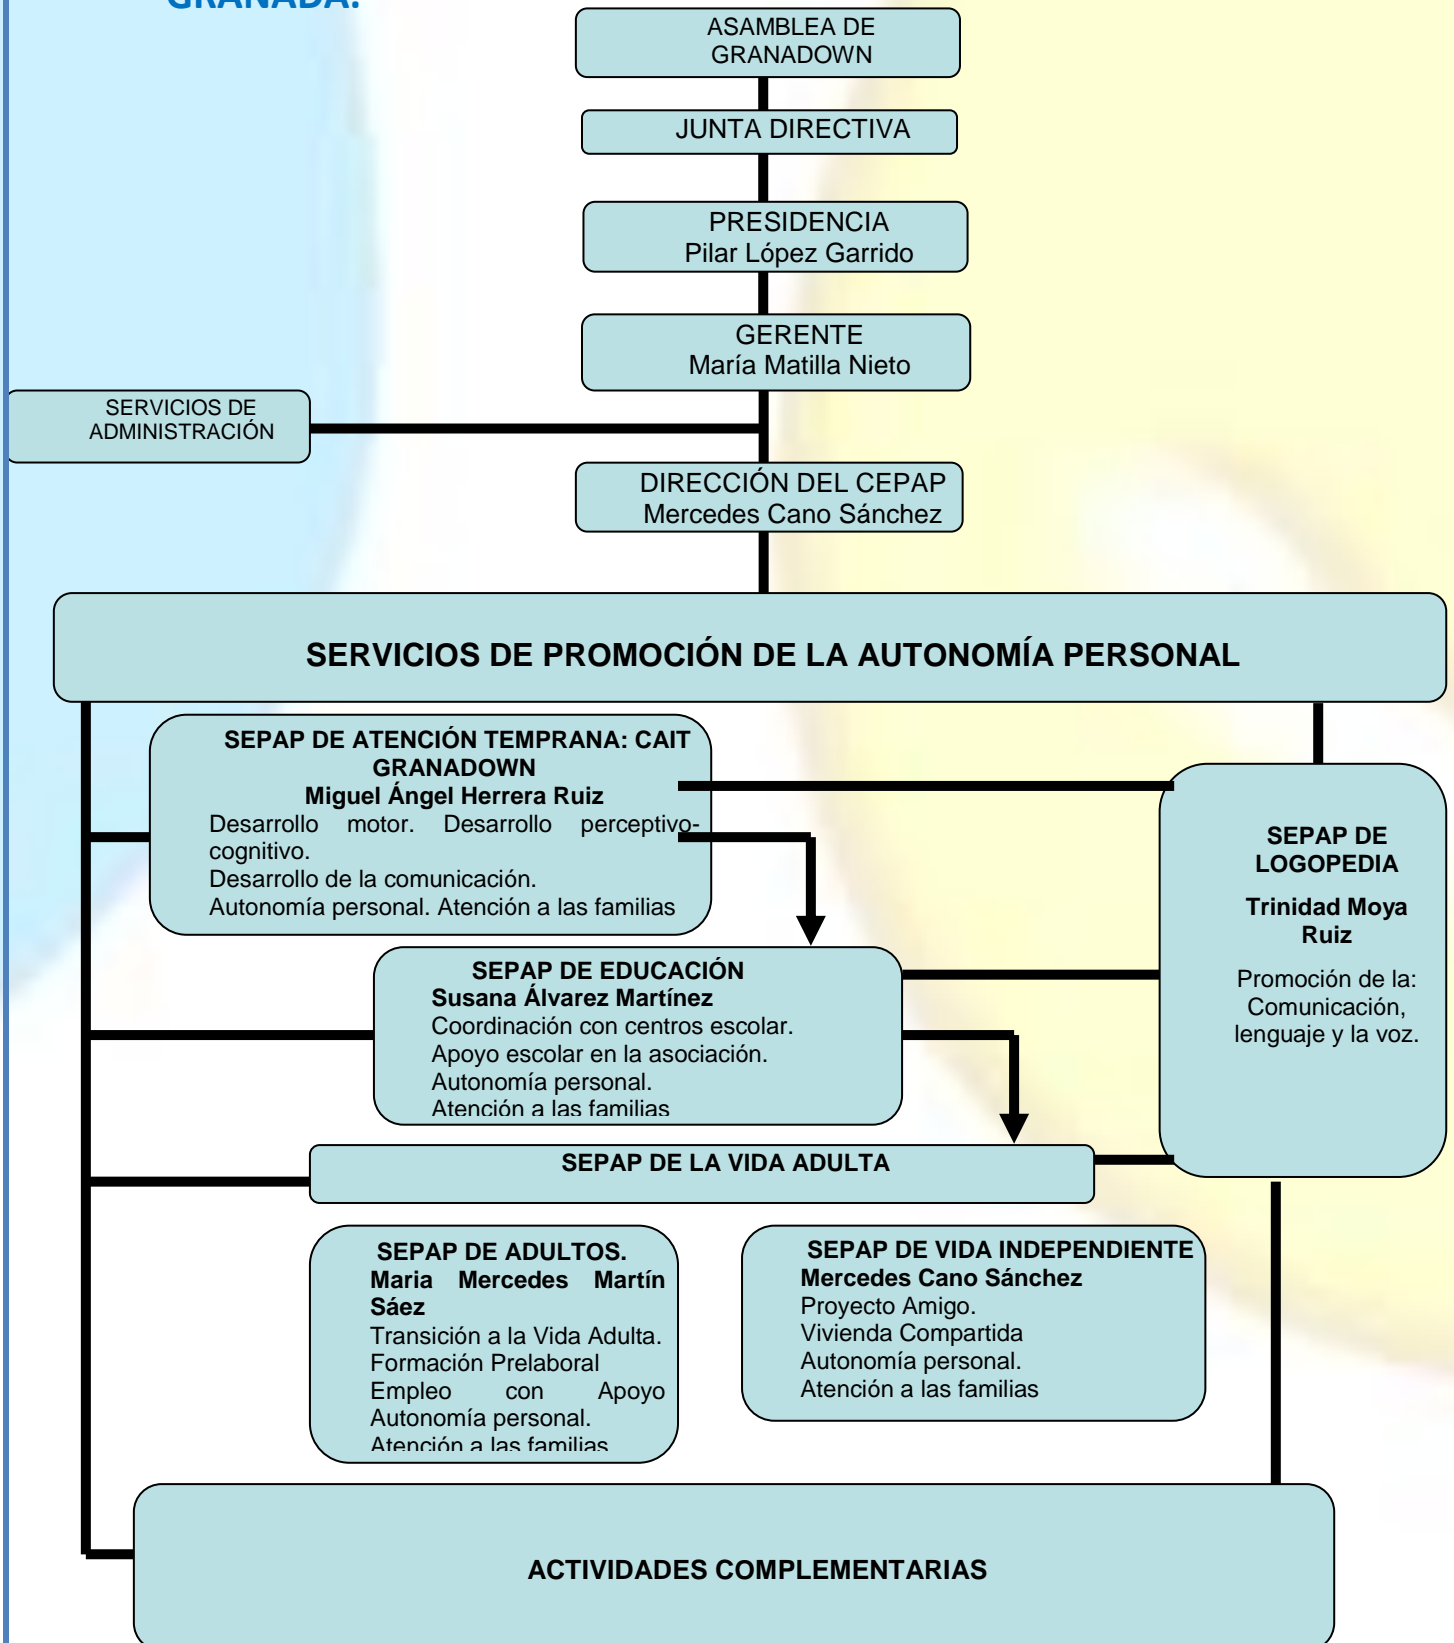 GRANADA.
ASAMBLEA DE
GRANADOWN
JUNTA DIRECTIVA
PRESIDENCIA
Pilar López Garrido
GERENTE
María Matilla Nieto
SERVICIOS DE
ADMINISTRACIÓN
DIRECCIÓN DEL CEPAP
Mercedes Cano Sánchez
SERVICIOS DE PROMOCIÓN DE LA AUTONOMÍA PERSONAL
SEPAP DE ATENCIÓN TEMPRANA: CAIT
GRANADOWN
Miguel Ángel Herrera Ruiz
Desarrollo motor. Desarrollo perceptivo-
cognitivo.
Desarrollo de la comunicación.
Autonomía personal. Atención a las familias
SEPAP DE
LOGOPEDIA
Trinidad Moya
Ruiz
Promoción de la:
Comunicación,
lenguaje y la voz.
SEPAP DE EDUCACIÓN
Susana Álvarez Martínez
Coordinación con centros escolar.
Apoyo escolar en la asociación.
Autonomía personal.
Atención a las familias
SEPAP DE LA VIDA ADULTA
SEPAP DE ADULTOS.
Maria Mercedes Martín
Sáez
Transición a la Vida Adulta.
Formación Prelaboral
Empleo con Apoyo
Autonomía personal.
Atención a las familias
SEPAP DE VIDA INDEPENDIENTE
Mercedes Cano Sánchez
Proyecto Amigo.
Vivienda Compartida
Autonomía personal.
Atención a las familias
ACTIVIDADES COMPLEMENTARIAS